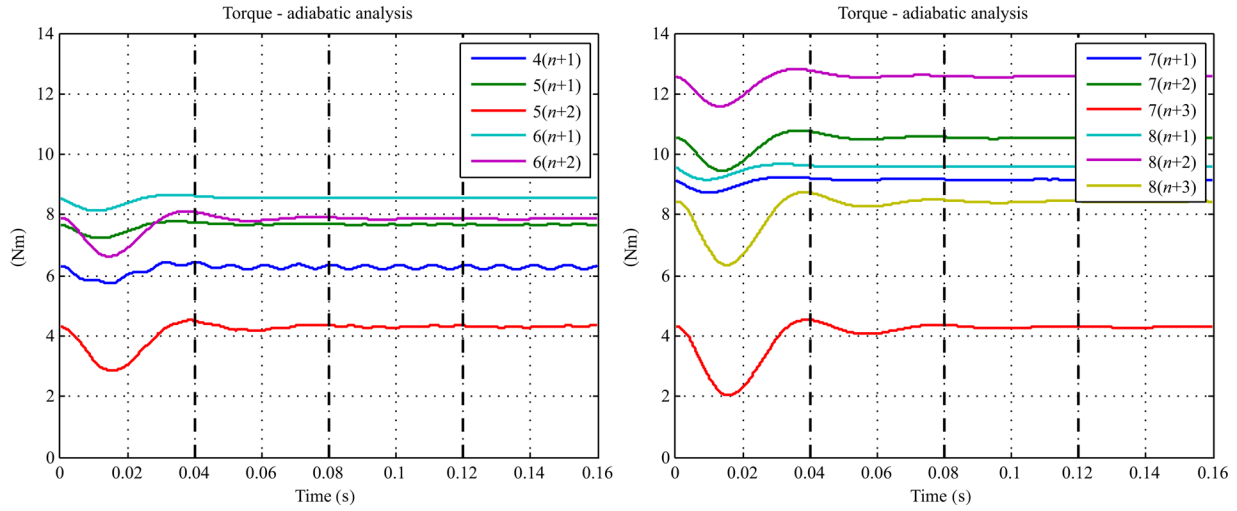 Torque - adiabatic analysis
14
12
10
8
6
4
2
0
(Nm)
4(n+1)
5(n+1)
5(n+2)
6(n+1)
6(n+2)
0 0.02 0.04 0.06 0.08 0.1 0.12 0.14 0.16
Time (s)
Torque - adiabatic analysis
14
12
10
8
6
4
2
0
(Nm)
7(n+1)
7(n+2)
7(n+3)
8(n+1)
8(n+2)
8(n+3)
0 0.02 0.04 0.06 0.08 0.1 0.12 0.14 0.16
Time (s)